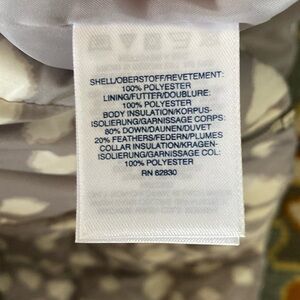 SHELL/OBERSTOFF/REVETEMENT:
100% POLYESTER
LINING/FUTTER/DOUBLURE:
100% POLYESTER
BODY INSULATION/KORPUS-
ISOLIERUNG/GARNISSAGE CORPS:
80% DOWN/DAUNEN/DUVET
20% FEATHERS/FEDERN/PLUMES
COLLAR INSULATION/KRAGEN-
ISOLIERUNG/GARNISSAGE COL:
100% POLYESTER
RN 62830